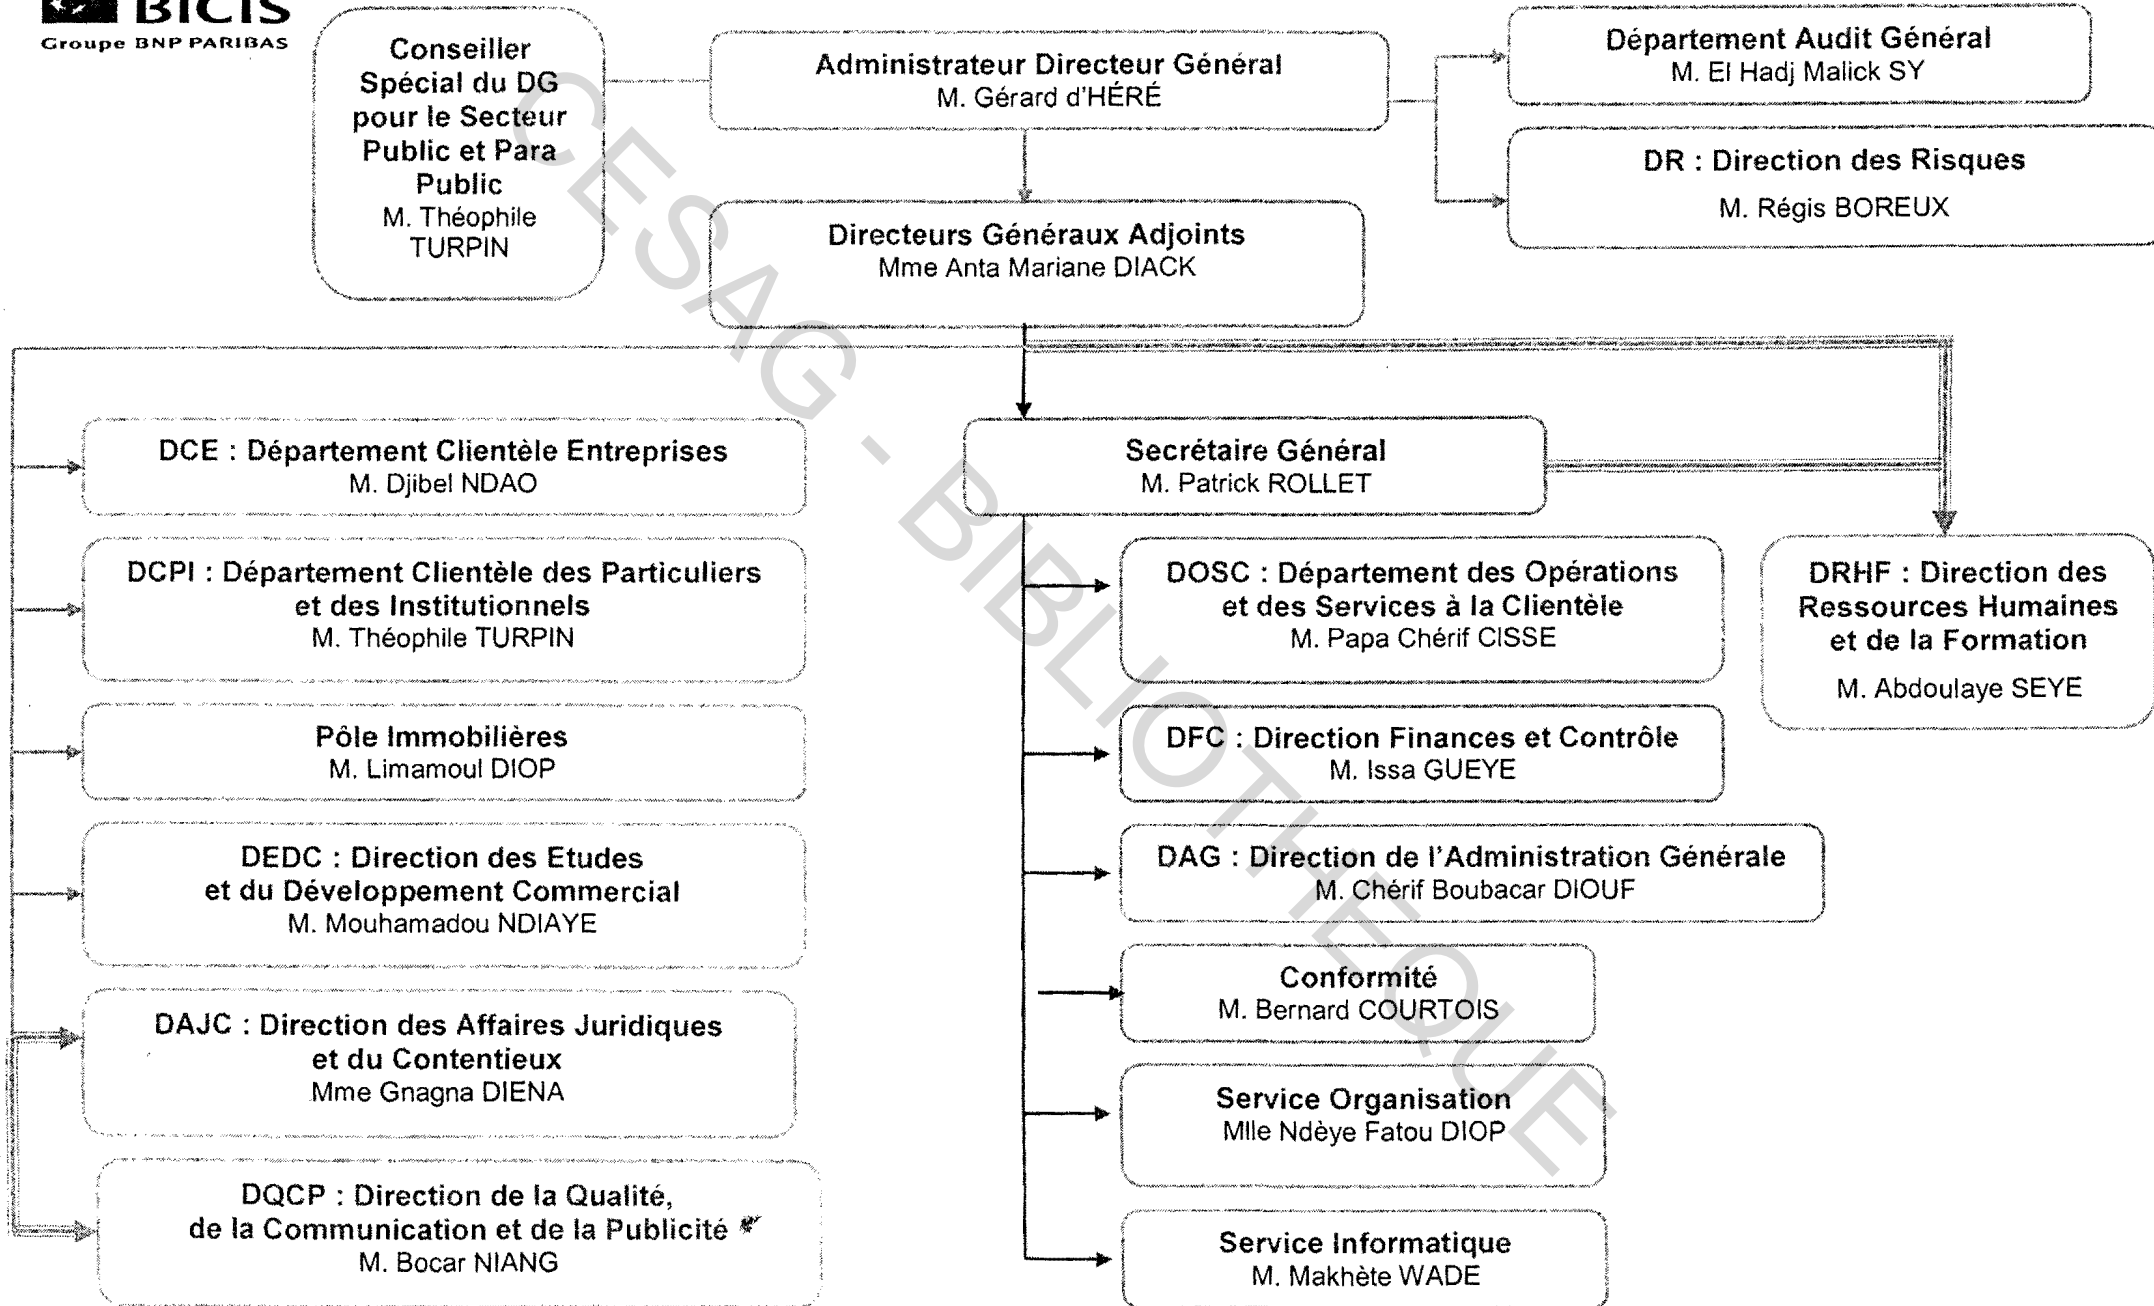 BICIS
Groupe BNP PARIBAS
Conseiller
Spécial du DG
pour le Secteur
Public et Para
Public
M. Théophile
TURPIN
Administrateur Directeur Général
M. Gérard d'HÉRÉ
Département Audit Général
M. El Hadj Malick SY
DR : Direction des Risques
M. Régis BOREUX
Directeurs Généraux Adjoints
Mme Anta Mariane DIACK
DCE : Département Clientèle Entreprises
M. Djibel NDAO
DCPI : Département Clientèle des Particuliers
et des Institutionnels
M. Théophile TURPIN
Pôle Immobilières
M. Limamoul DIOP
DEDC : Direction des Etudes
et du Développement Commercial
M. Mouhamadou NDIAYE
DAJC : Direction des Affaires Juridiques
et du Contentieux
Mme Gnagna DIENA
DQCP : Direction de la Qualité,
de la Communication et de la Publicité
M. Bocar NIANG
Secrétaire Général
M. Patrick ROLLET
DOSC : Département des Opérations
et des Services à la Clientèle
M. Papa Chérif CISSE
DFC : Direction Finances et Contrôle
M. Issa GUEYE
DAG : Direction de l'Administration Générale
M. Chérif Boubacar DIOUF
Conformité
M. Bernard COURTOIS
Service Organisation
Mlle Ndèye Fatou DIOP
Service Informatique
M. Makhète WADE
DRHF : Direction des
Ressources Humaines
et de la Formation
M. Abdoulaye SEYE
CESAG - BIBLIOTHEQUE